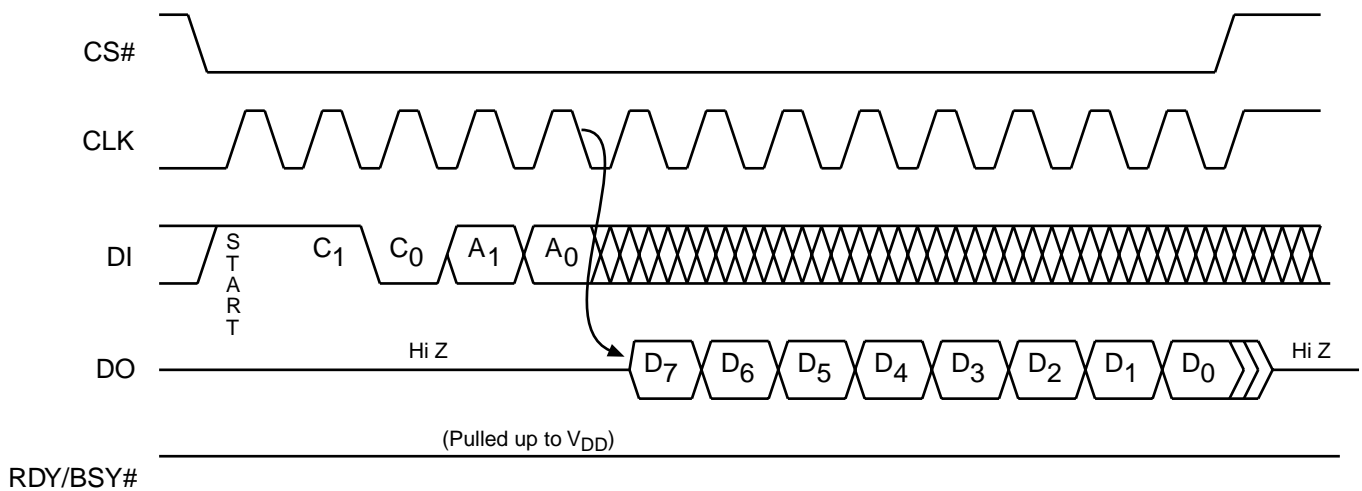 CS#
CLK
DI
START
C1
C0
A1
A0
DO
Hi Z
D7
D6
D5
D4
D3
D2
D1
D0
Hi Z
(Pulled up to VDD)
RDY/BSY#